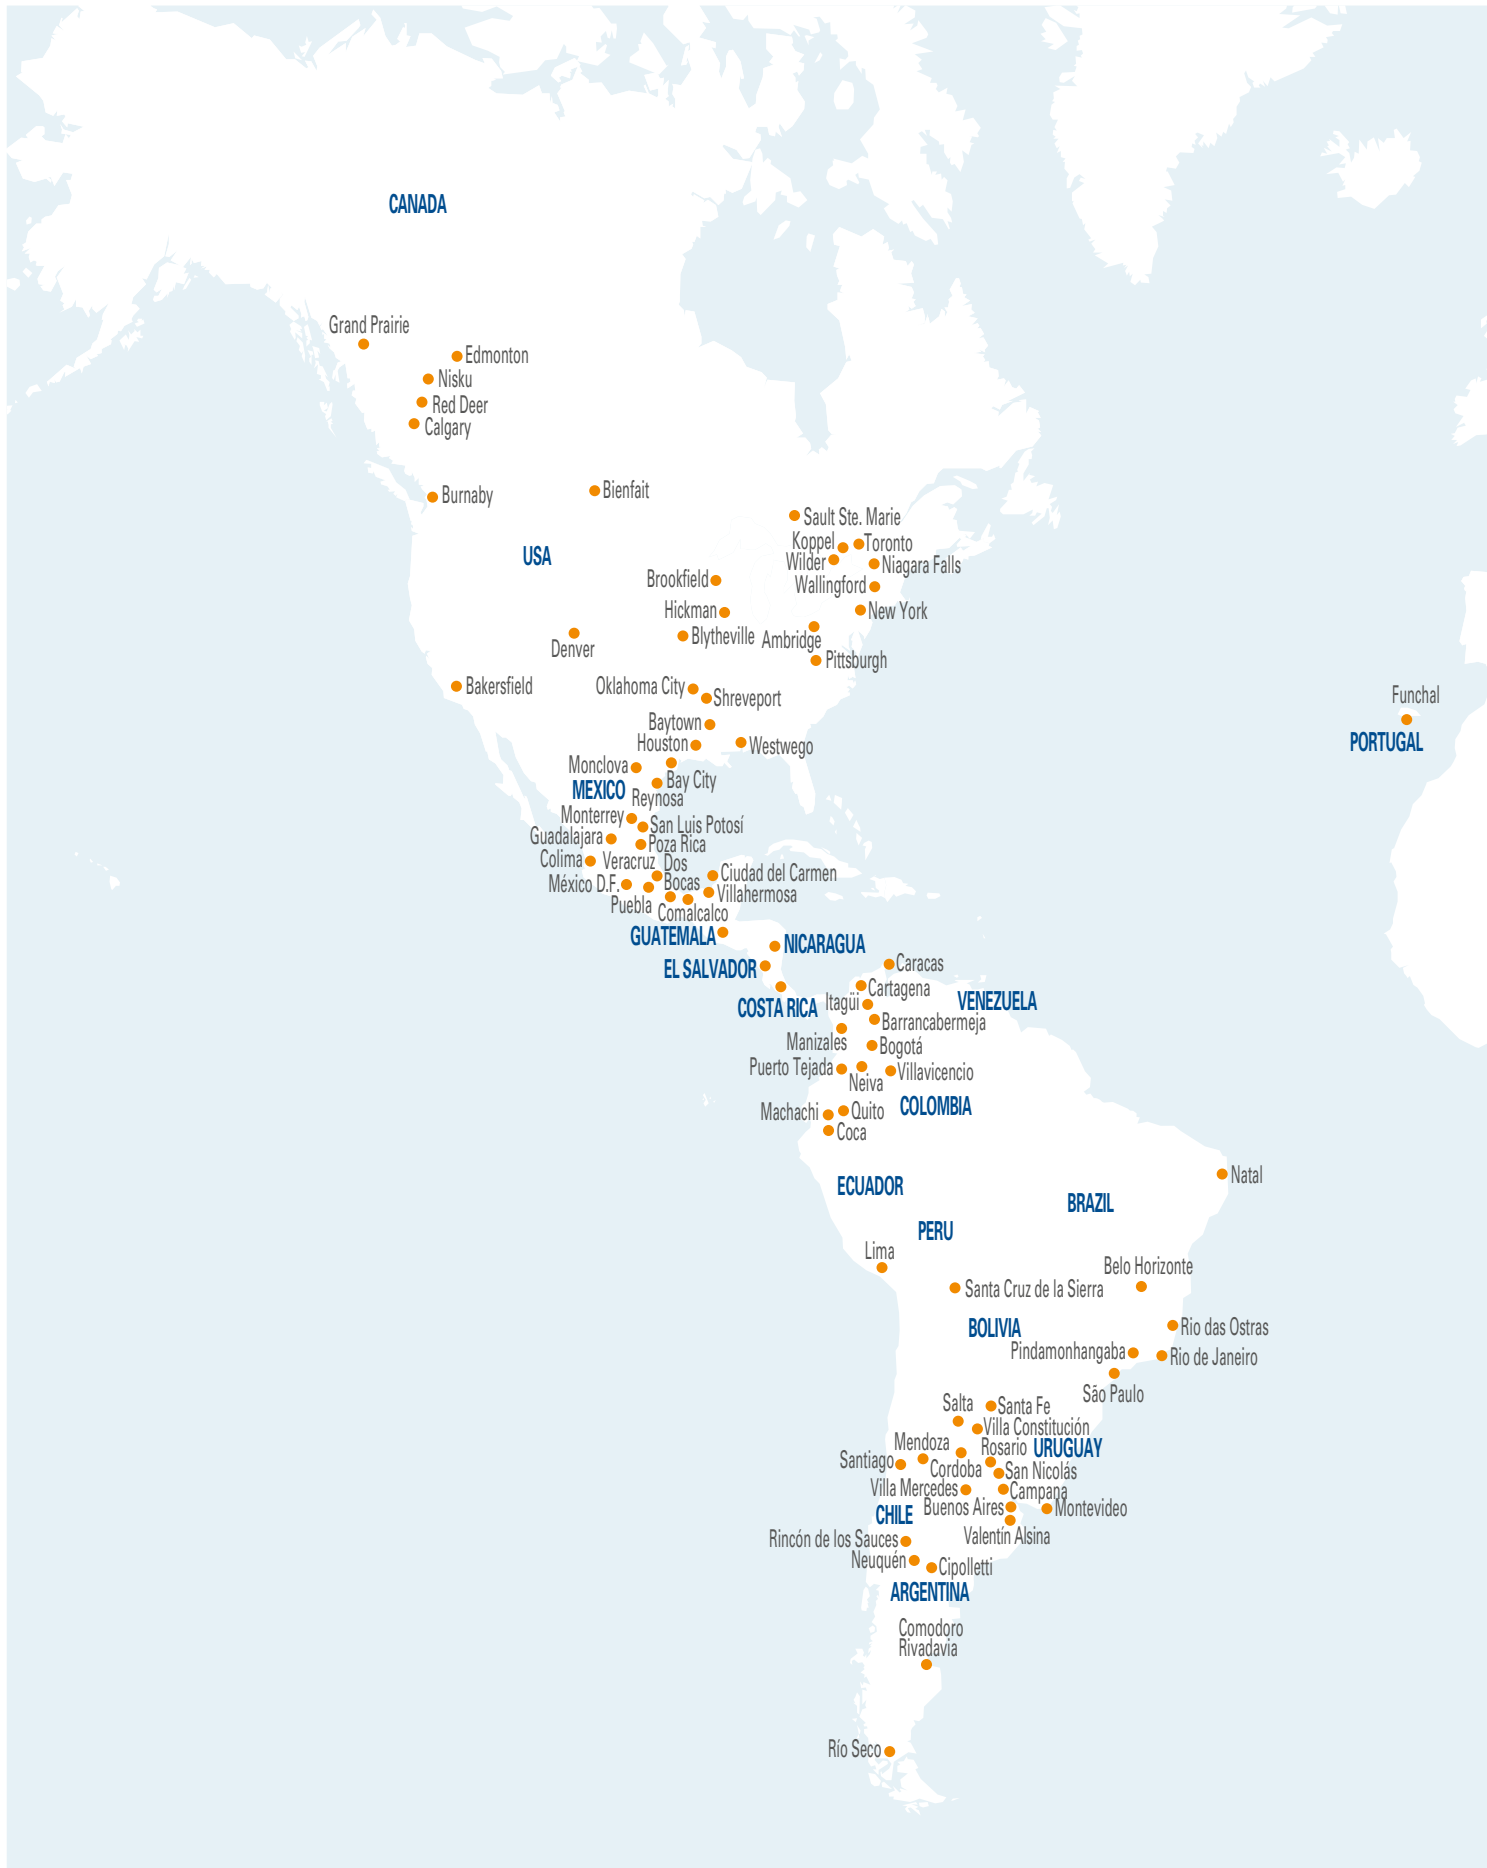 CANADA
Grand Prairie
Edmonton
Nisku
Red Deer
Calgary
Burnaby
Bienfait
Sault Ste. Marie
Koppel
Toronto
Wilder
Niagara Falls
USA
Brookfield
Wallingford
Hickman
New York
Blytheville
Ambridge
Denver
Pittsburgh
Bakersfield
Oklahoma City
Shreveport
Funchal
Baytown
Houston
Westwego
PORTUGAL
Monclova
Bay City
MEXICO
Reynosa
Monterrey
San Luis Potosí
Guadalajara
Poza Rica
Colima
Veracruz
Dos
Bocas
Ciudad del Carmen
México D.F.
Villahermosa
Puebla
Comalcalco
GUATEMALA
NICARAGUA
EL SALVADOR
Caracas
Cartagena
COSTA RICA
Itagüi
VENEZUELA
Barrancabermeja
Manizales
Bogotá
Puerto Tejada
Neiva
Villavicencio
Machachi
Quito
COLOMBIA
Coca
Natal
ECUADOR
BRAZIL
PERU
Lima
Belo Horizonte
Santa Cruz de la Sierra
BOLIVIA
Rio das Ostras
Pindamonhangaba
Rio de Janeiro
São Paulo
Salta
Santa Fe
Villa Constitución
Mendoza
Rosario
URUGUAY
Santiago
Cordoba
San Nicolás
Villa Mercedes
Campana
Buenos Aires
Montevideo
CHILE
Valentín Alsina
Rincón de los Sauces
Neuquén
Cipolletti
ARGENTINA
Comodoro
Rivadavia
Río Seco